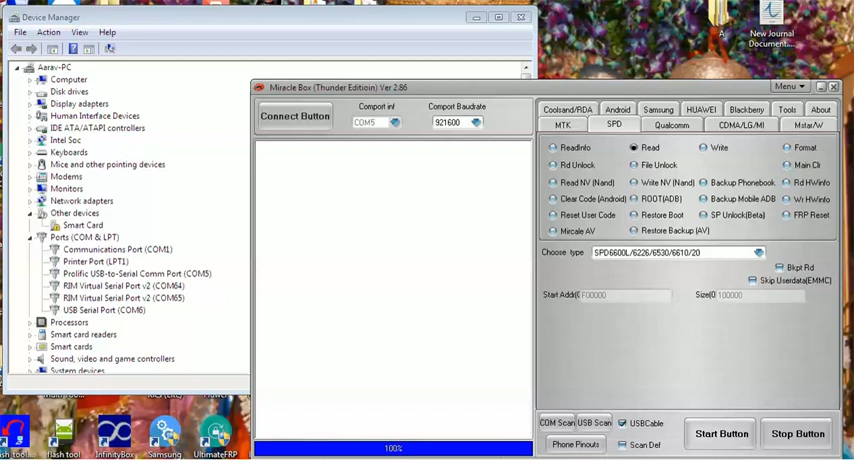 Device Manager
File Action View Help
Aarav-PC
Computer
Disk drives
Display adapters
Human Interface Devices
IDE ATA/ATAPI controllers
Intel Soc
Keyboards
Mice and other pointing devices
Modems
Monitors
Network adapters
Other devices
Smart Card
Ports (COM & LPT)
Communications Port (COM1)
Printer Port (LPT1)
Prolific USB-to-Serial Comm Port (COM5)
RIM Virtual Serial Port v2 (COM64)
RIM Virtual Serial Port v2 (COM65)
USB Serial Port (COM6)
Processors
Smart card readers
Smart cards
Sound, video and game controllers
System devices
A
New Journal
Document....
Miracle Box (Thunder Editioin) Ver 2.86
Menu
Connect Button
Comport inf
COM5
Comport Baudrate
921600
100%
Coolsand/RDA Android Samsung HUAWEI Blackberry Tools About
MTK SPD Qualcomm CDMA/LG/MI Mstar/W
ReadInfo Read Write Format
Rd Unlock File Unlock Main Clr
Read NV (Nand) Write NV (Nand) Backup Phonebook Rd HWinfo
Clear Code (Android) ROOT(ADB) Backup Mobile ADB Wr HWinfo
Reset User Code Restore Boot SP Unlock(Beta) FRP Reset
Mircale AV Restore Backup (AV)
Choose type SPD6600L/6226/6530/6610/20
Bkpt Rd
Skip Userdata(EMMC)
Start Addr(0 F00000 Size(0 100000
COM Scan USB Scan USBCable
Phone Pinouts Scan Def
Start Button Stop Button
flash tool
InfinityBox
Samsung
UltimateFRP